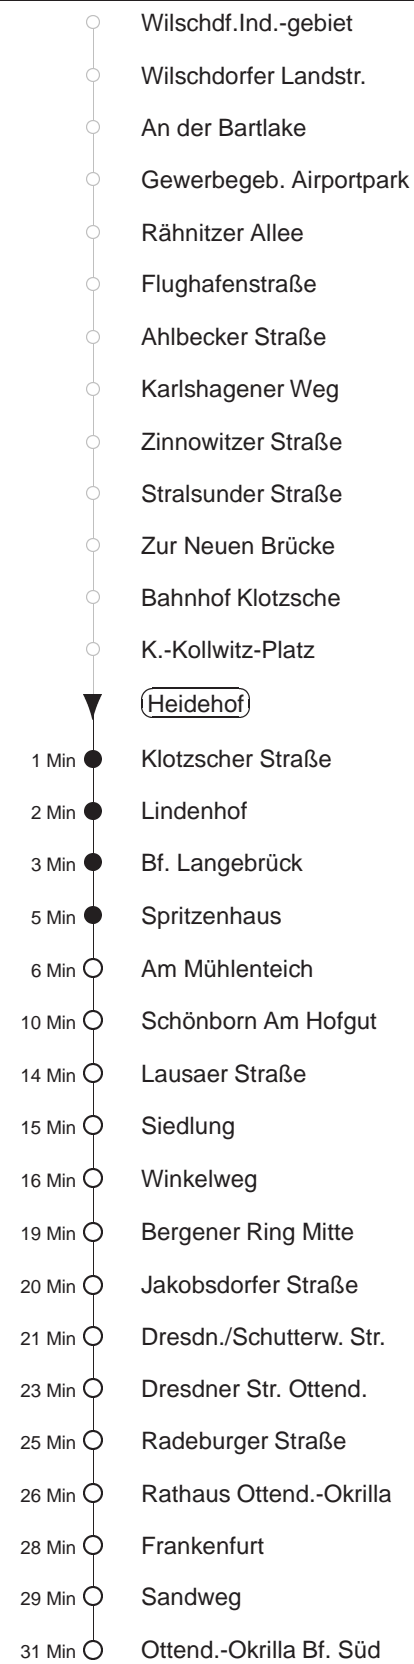 Wilschdf.Ind.-gebiet
Wilschdorfer Landstr.
An der Bartlake
Gewerbegeb. Airportpark
Rähnitzer Allee
Flughafenstraße
Ahlbecker Straße
Karlshagener Weg
Zinnowitzer Straße
Stralsunder Straße
Zur Neuen Brücke
Bahnhof Klotzsche
K.-Kollwitz-Platz
Heidehof
1 Min Klotzscher Straße
2 Min Lindenhof
3 Min Bf. Langebrück
5 Min Spritzenhaus
6 Min Am Mühlenteich
10 Min Schönborn Am Hofgut
14 Min Lausaer Straße
15 Min Siedlung
16 Min Winkelweg
19 Min Bergener Ring Mitte
20 Min Jakobsdorfer Straße
21 Min Dresdn./Schutterw. Str.
23 Min Dresdner Str. Ottend.
25 Min Radeburger Straße
26 Min Rathaus Ottend.-Okrilla
28 Min Frankenfurt
29 Min Sandweg
31 Min Ottend.-Okrilla Bf. Süd